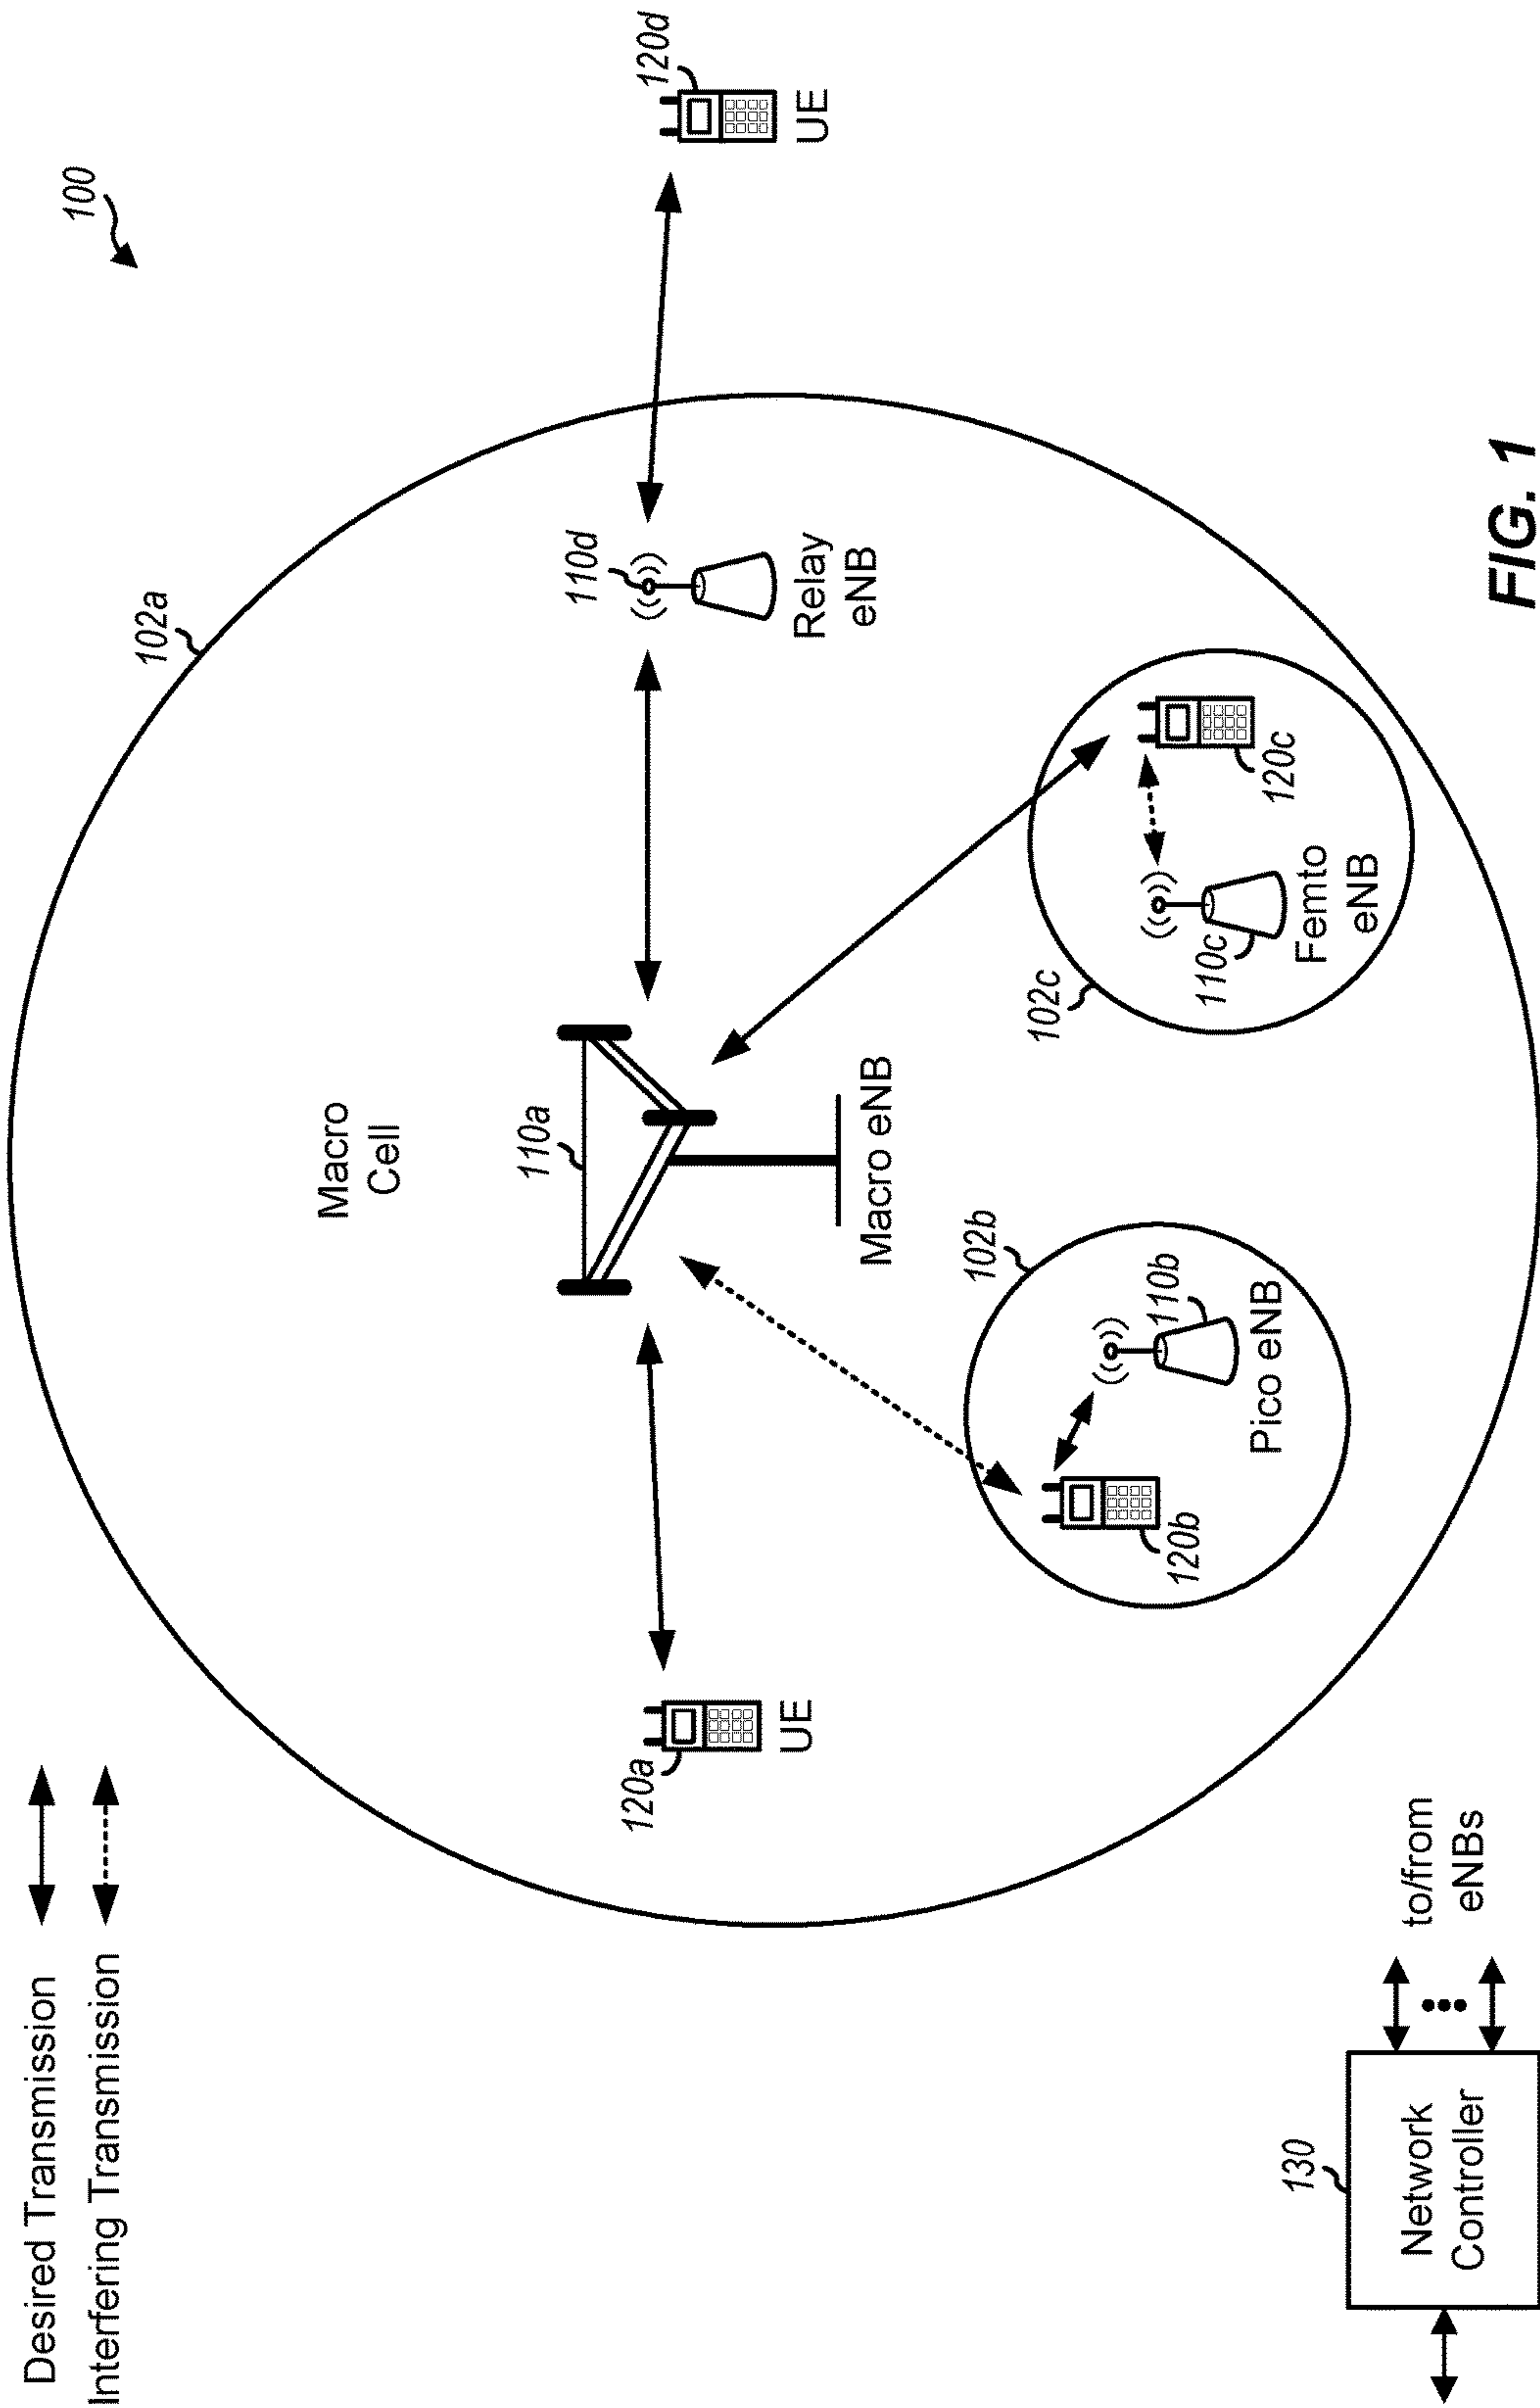 Desired Transmission
Interfering Transmission
100
102a
Macro
Cell
110a
Macro eNB
120a
UE
110d
Relay
eNB
120d
UE
102b
110b
Pico eNB
120b
102c
110c
Femto
eNB
120c
130
Network
Controller
to/from
eNBs
FIG. 1